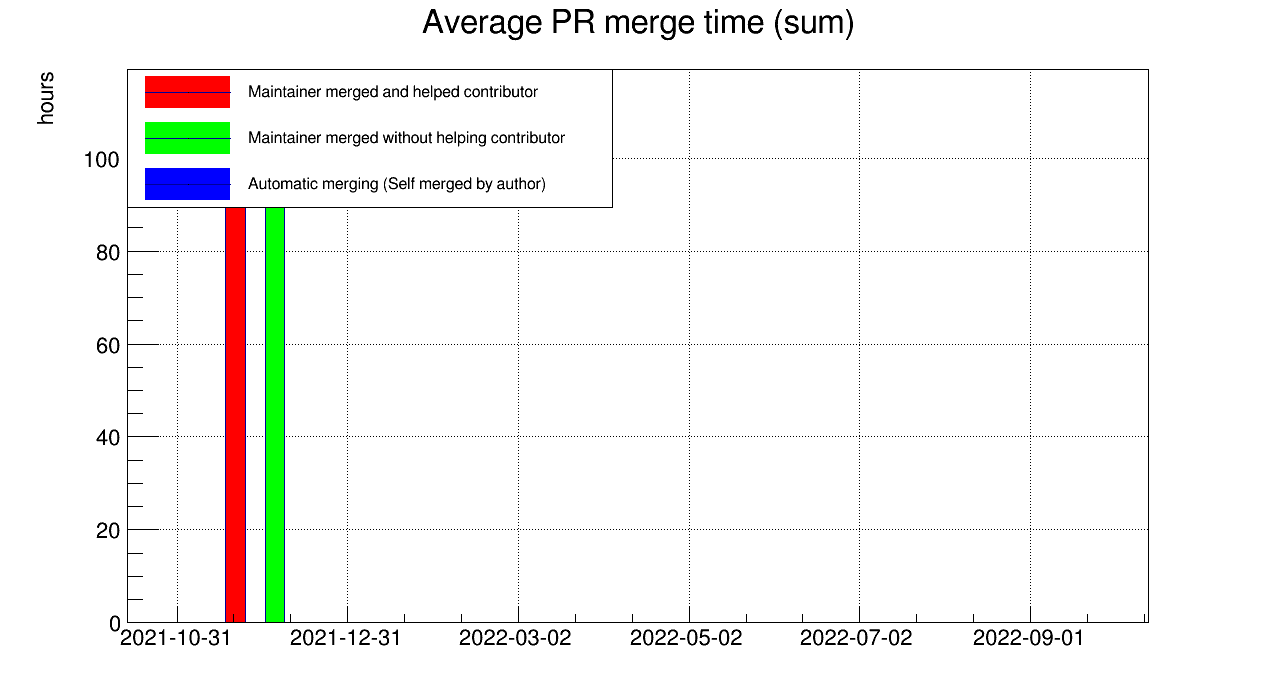 Average PR merge time (sum)
hours
Maintainer merged and helped contributor
Maintainer merged without helping contributor
Automatic merging (Self merged by author)
100
80
60
40
20
0
2021-10-31 2021-12-31 2022-03-02 2022-05-02 2022-07-02 2022-09-01